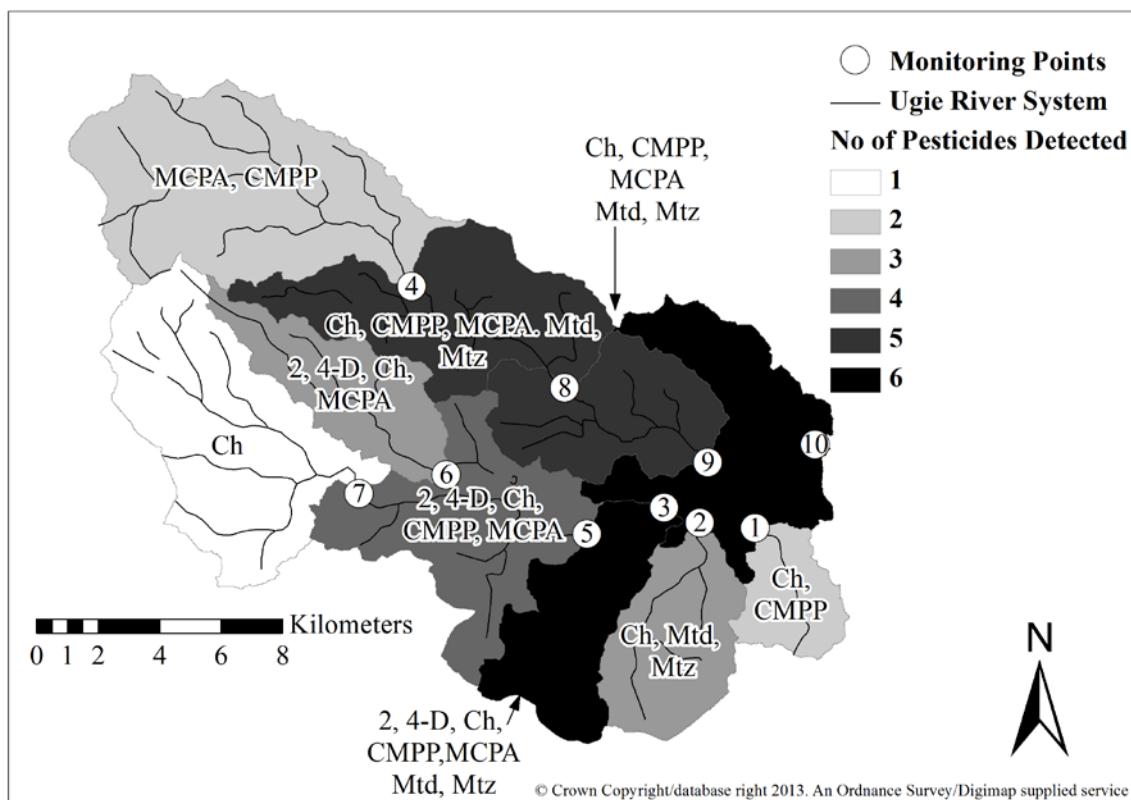 Monitoring Points
Ugie River System
No of Pesticides Detected
1
2
3
4
5
6
Ch, CMPP,
MCPA
Mtd, Mtz
MCPA, CMPP
4
Ch, CMPP, MCPA. Mtd,
Mtz
2, 4-D, Ch,
MCPA
8
Ch
10
9
6
7
2, 4-D, Ch,
CMPP, MCPA
3
2
1
5
Ch,
CMPP
Ch, Mtd,
Mtz
Kilometers
0 1 2 4 6 8
N
2, 4-D, Ch,
CMPP,MCPA
Mtd, Mtz
© Crown Copyright/database right 2013. An Ordnance Survey/Digimap supplied service